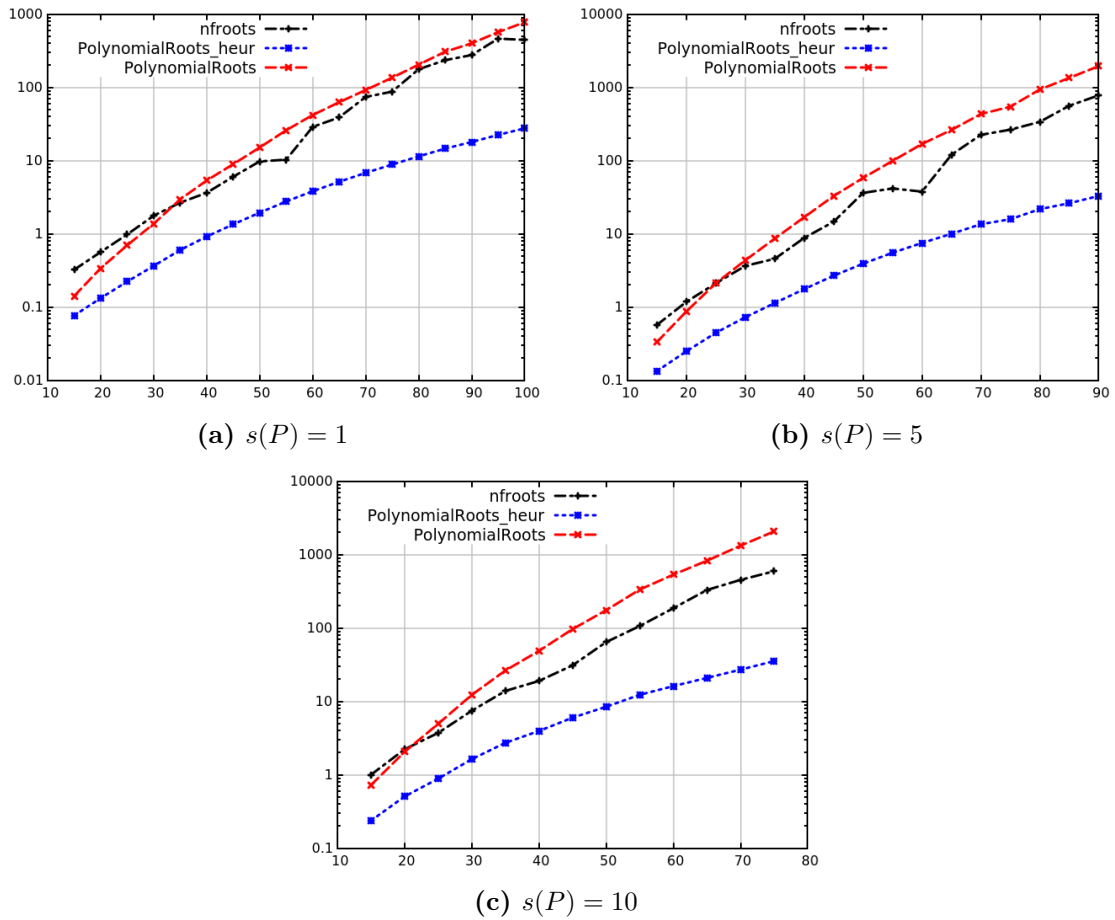 1000
100
10
1
0.1
0.01
nfroots
PolynomialRoots_heur
PolynomialRoots
10 20 30 40 50 60 70 80 90 100
(a) s(P) = 1
10000
1000
100
10
1
0.1
nfroots
PolynomialRoots_heur
PolynomialRoots
10 20 30 40 50 60 70 80 90
(b) s(P) = 5
10000
1000
100
10
1
0.1
nfroots
PolynomialRoots_heur
PolynomialRoots
10 20 30 40 50 60 70 80
(c) s(P) = 10